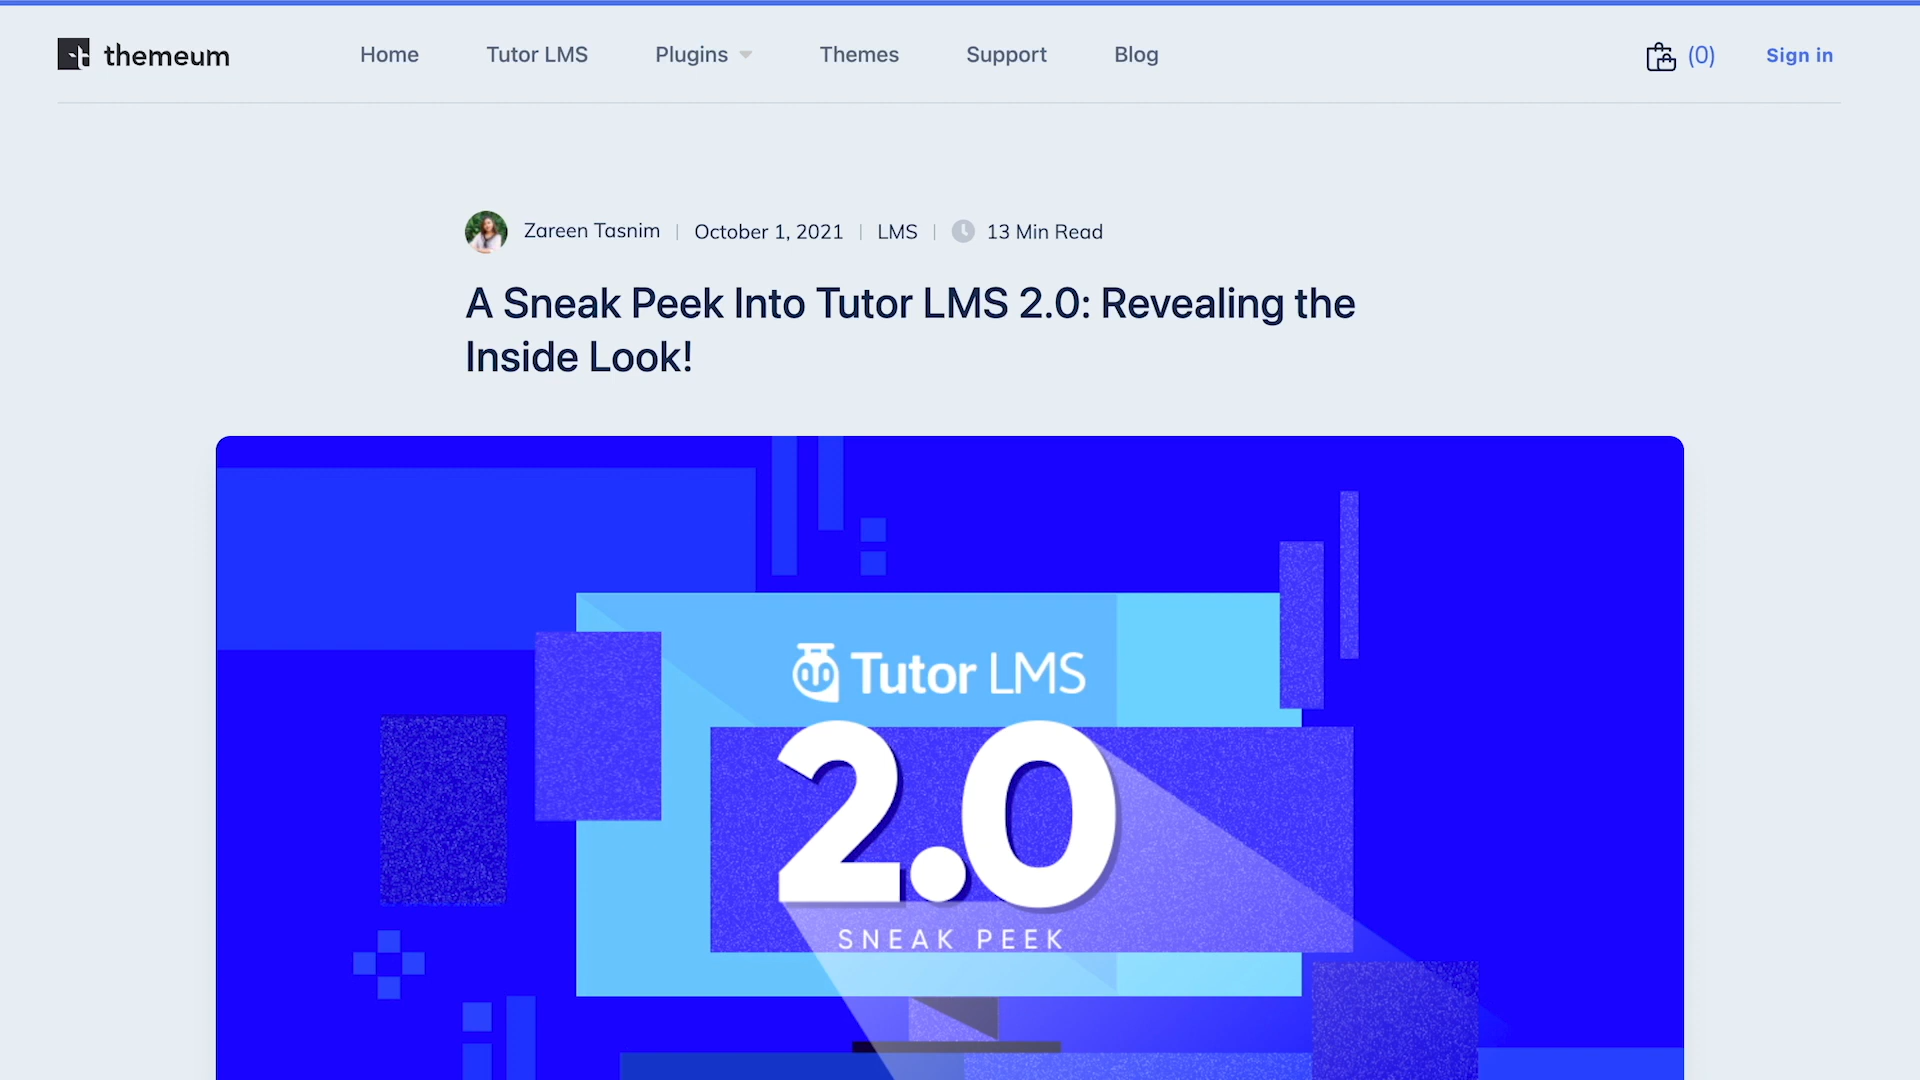 themeum
Home
Tutor LMS
Plugins
Themes
Support
Blog
(0)
Sign in
Zareen Tasnim | October 1, 2021 | LMS | 13 Min Read
A Sneak Peek Into Tutor LMS 2.0: Revealing the
Inside Look!
Tutor LMS
2.0
SNEAK PEEK